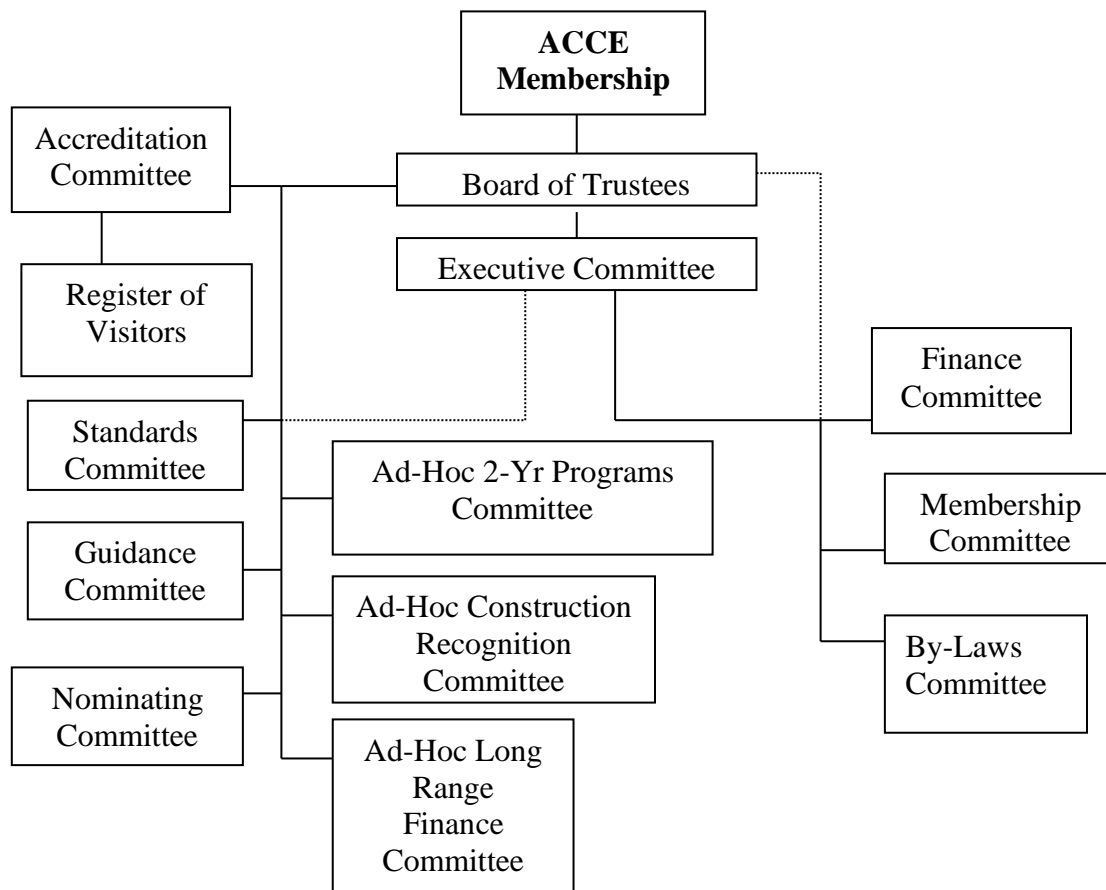 ACCE
Membership
Accreditation
Committee
Board of Trustees
Executive Committee
Register of
Visitors
Finance
Committee
Standards
Committee
Ad-Hoc 2-Yr Programs
Committee
Membership
Committee
Guidance
Committee
Ad-Hoc Construction
Recognition
Committee
By-Laws
Committee
Nominating
Committee
Ad-Hoc Long
Range
Finance
Committee